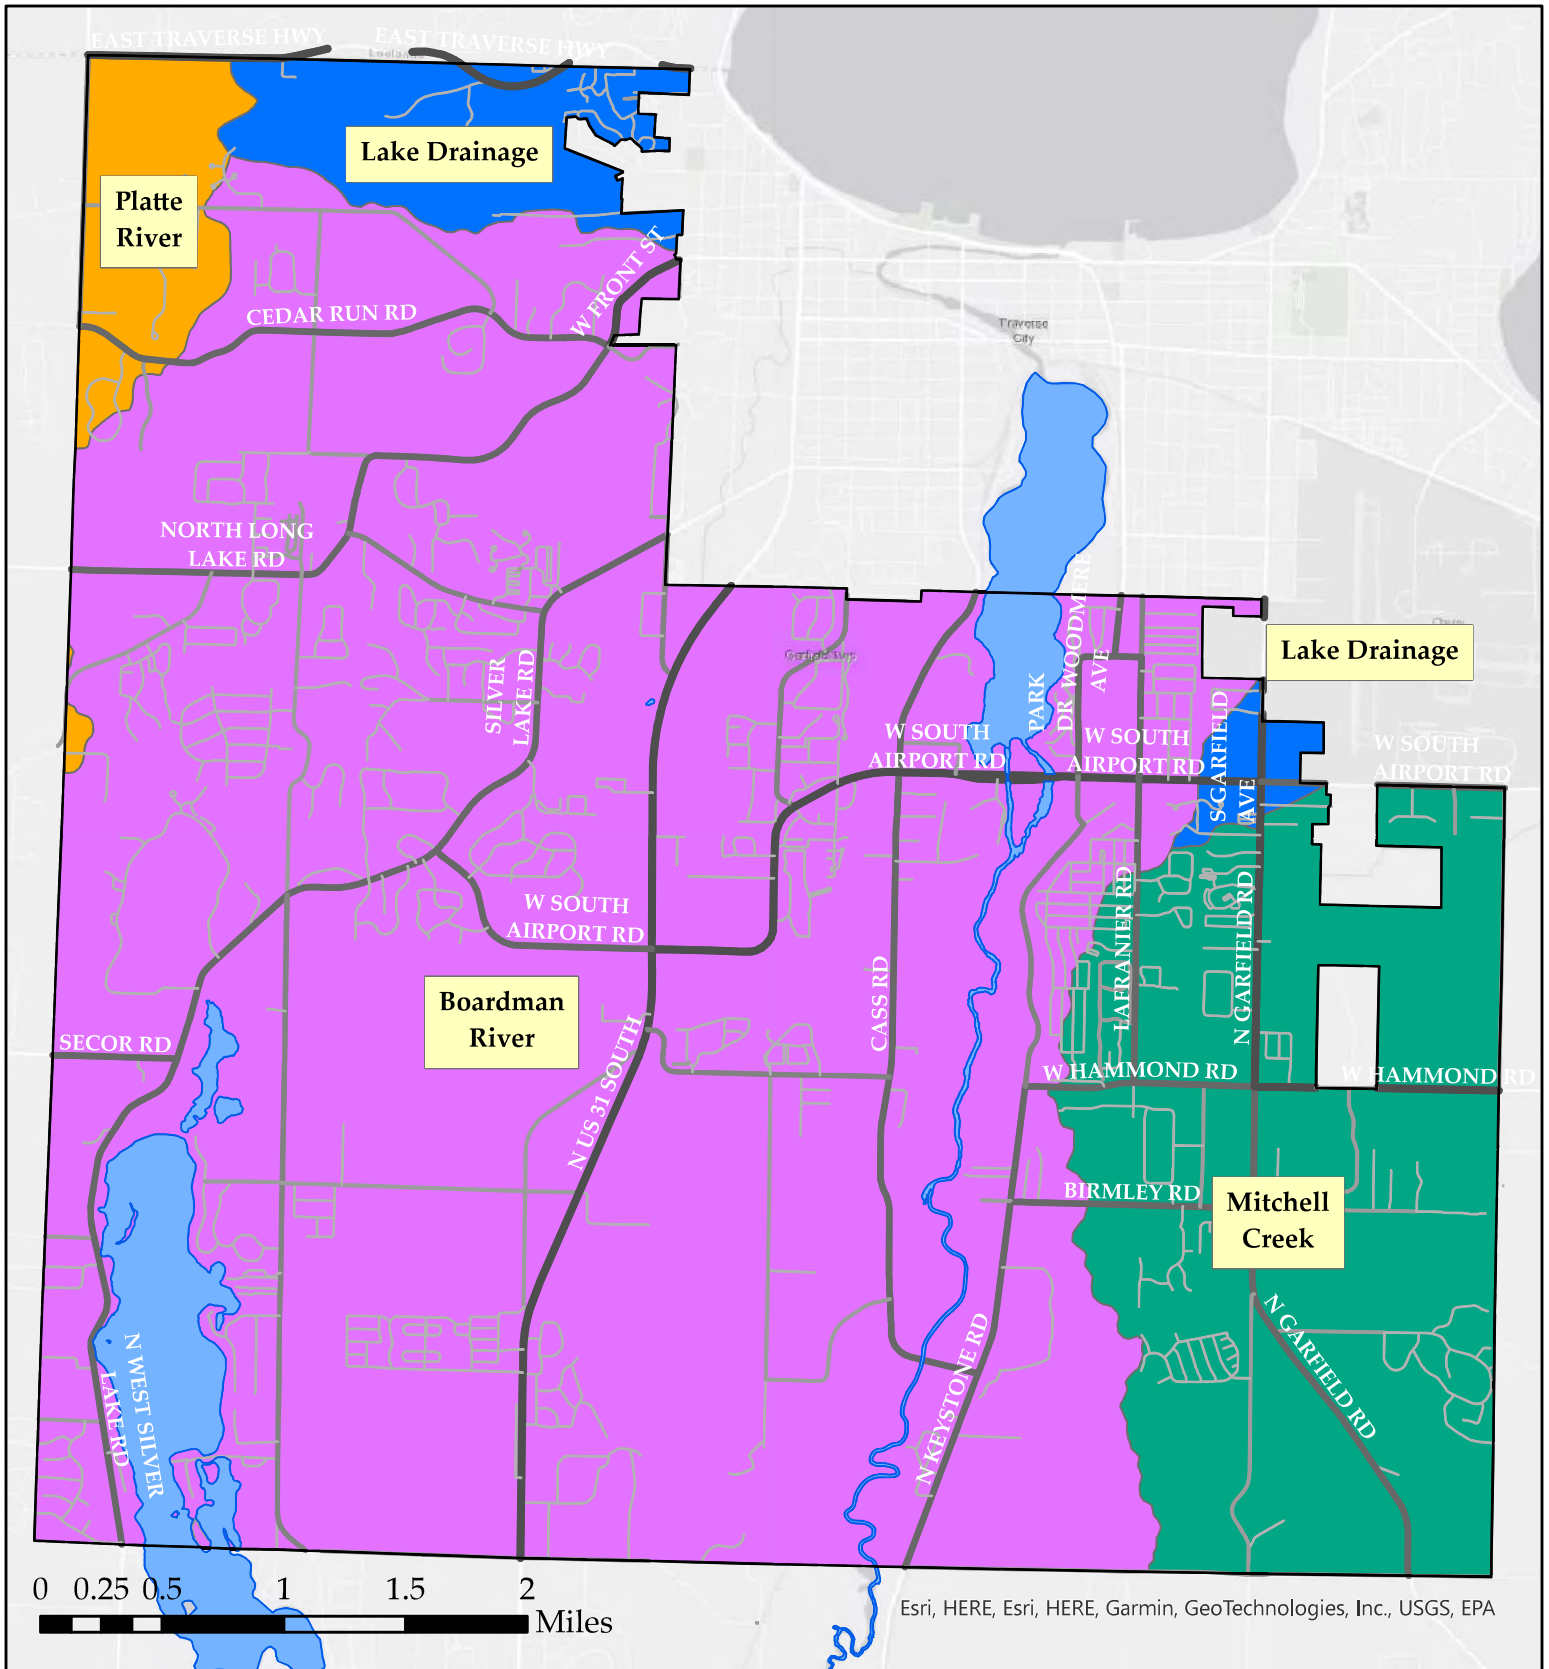 EAST TRAVERSE HWY
EAST TRAVERSE HWY
Lake Drainage
Platte
River
W FRONT ST
CEDAR RUN RD
Traverse
City
NORTH LONG
LAKE RD
SILVER
LAKE RD
Garfield Twp
PARK
DR WOODMERE
AVE
Lake Drainage
W SOUTH
AIRPORT RD
W SOUTH
AIRPORT RD
S GARFIELD
AVE
W SOUTH
AIRPORT RD
W SOUTH
AIRPORT RD
LAFRANIER RD
N GARFIELD RD
CASS RD
Boardman
River
SECOR RD
N US 31 SOUTH
W HAMMOND RD
W HAMMOND RD
BIRMLEY RD
Mitchell
Creek
N GARFIELD RD
N KEYSTONE RD
N WEST SILVER
LAKE RD
0 0.25 0.5 1 1.5 2
Miles
Esri, HERE, Esri, HERE, Garmin, GeoTechnologies, Inc., USGS, EPA